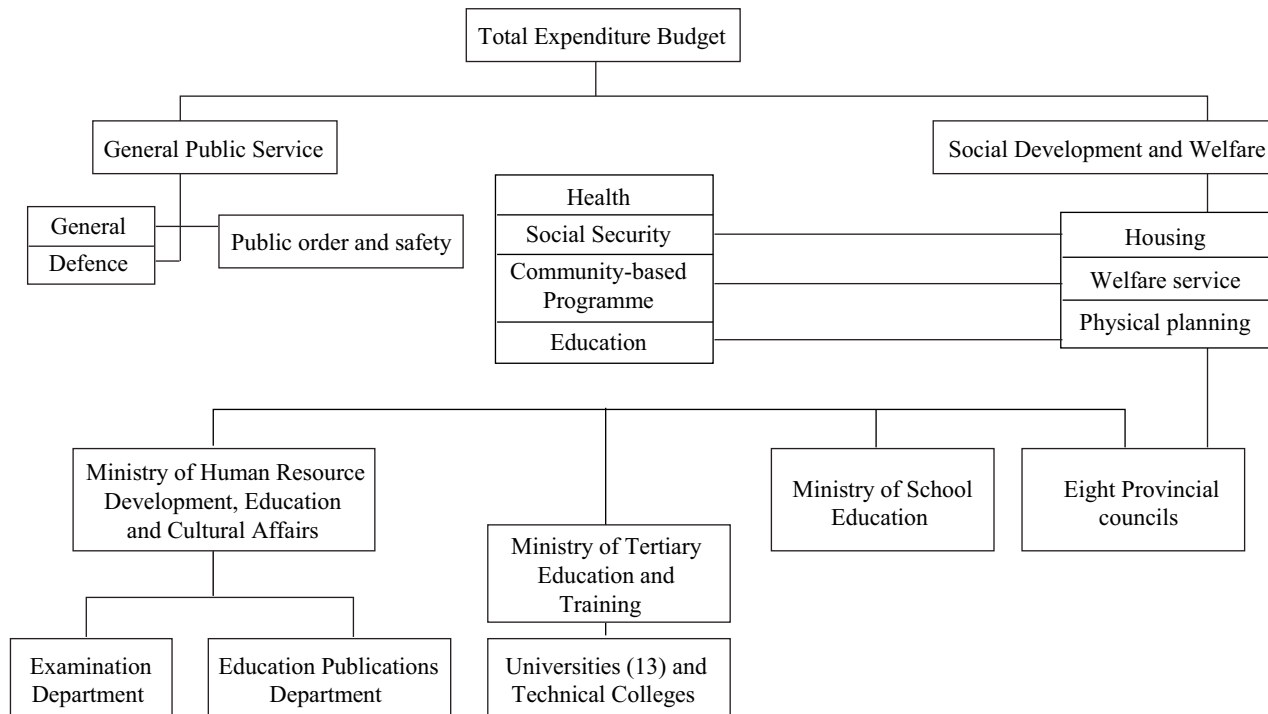 Total Expenditure Budget
General Public Service
Social Development and Welfare
General
Defence
Public order and safety
Health
Social Security
Community-based
Programme
Education
Housing
Welfare service
Physical planning
Ministry of Human Resource
Development, Education
and Cultural Affairs
Ministry of Tertiary
Education and
Training
Ministry of School
Education
Eight Provincial
councils
Examination
Department
Education Publications
Department
Universities (13) and
Technical Colleges